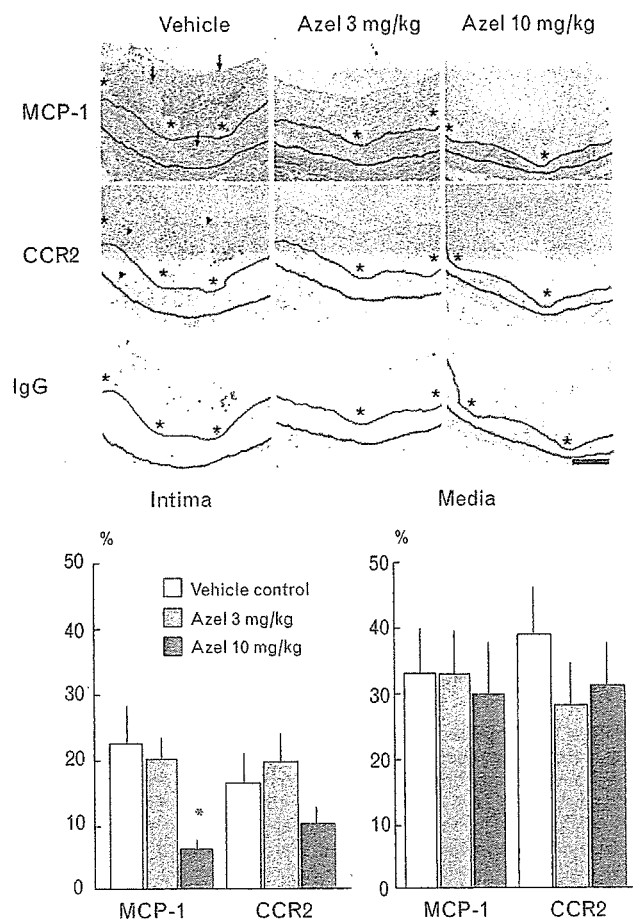 Vehicle Azel 3 mg/kg Azel 10 mg/kg
MCP-1
CCR2
IgG
Intima Media
%
50
40
30
20
10
0
Vehicle control
Azel 3 mg/kg
Azel 10 mg/kg
*
MCP-1 CCR2
%
50
40
30
20
10
0
MCP-1 CCR2